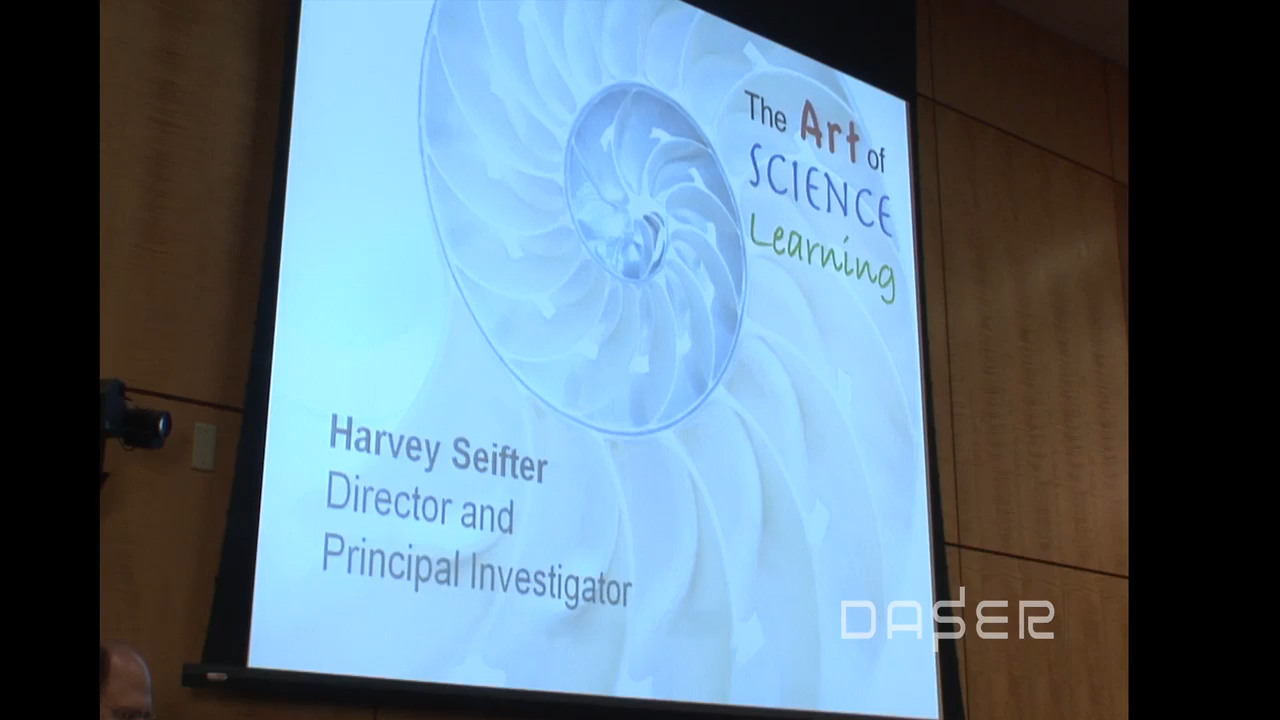 The Art of
SCIENCE
Learning
Harvey Seifter
Director and
Principal Investigator
DASER